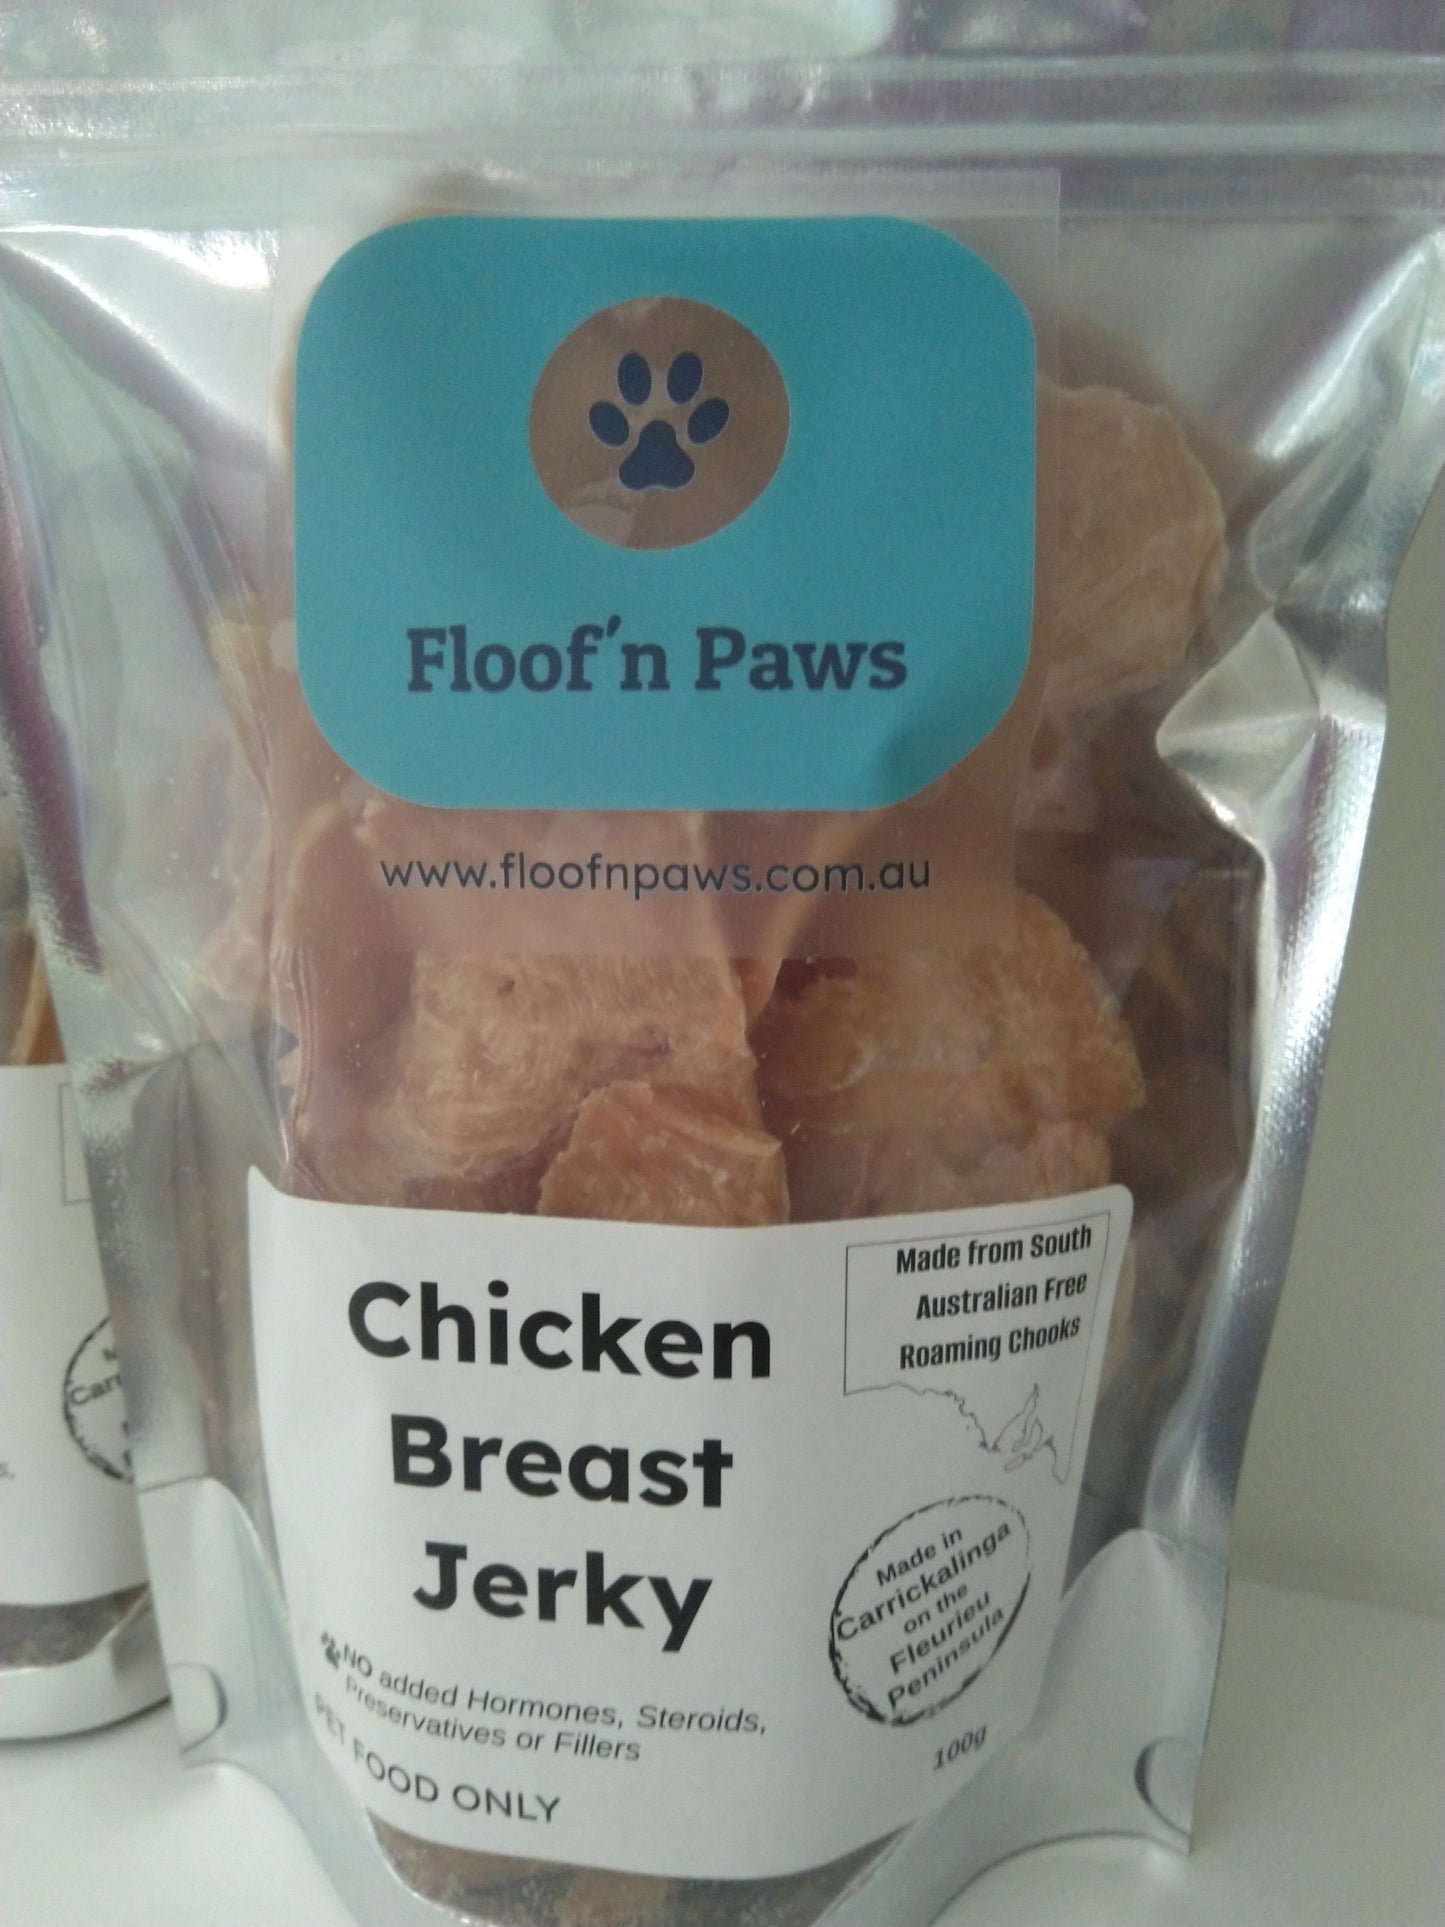 Floof'n Paws
www.floofnpaws.com.au
Made from South
Australian Free
Roaming Chooks
Chicken
Breast
Jerky
Made in
Carrickalinga
on the
Fleurieu
Peninsula
NO added Hormones, Steroids,
Preservatives or Fillers
PET FOOD ONLY
100g